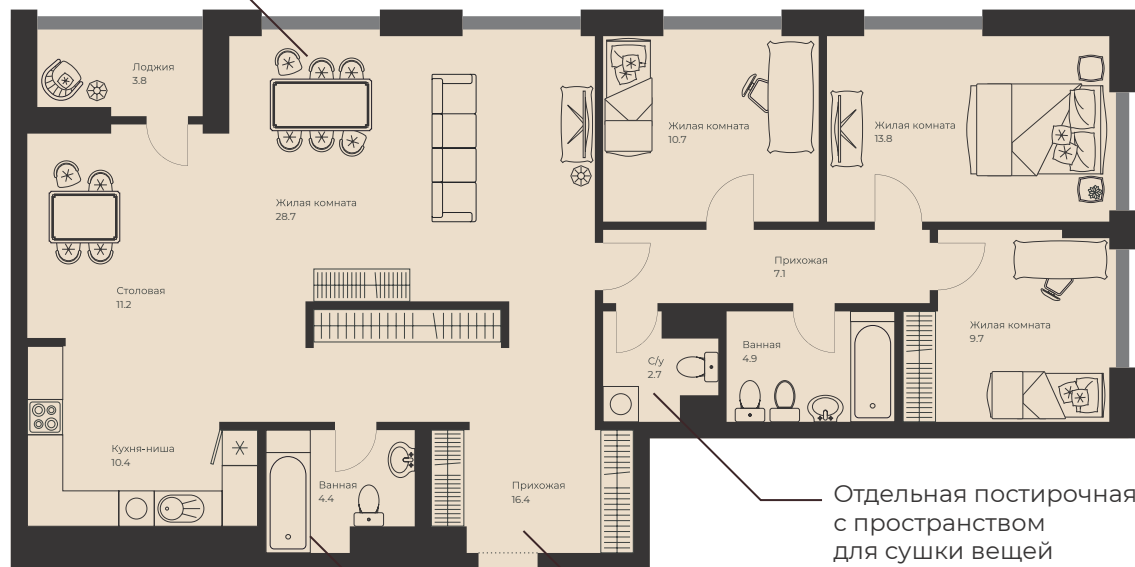 Лоджия
3.8
Жилая комната
28.7
Жилая комната
10.7
Жилая комната
13.8
Столовая
11.2
Прихожая
7.1
Жилая комната
9.7
С/у
2.7
Ванная
4.9
Кухня-ниша
10.4
Ванная
4.4
Прихожая
16.4
Отдельная постирочная
с пространством
для сушки вещей